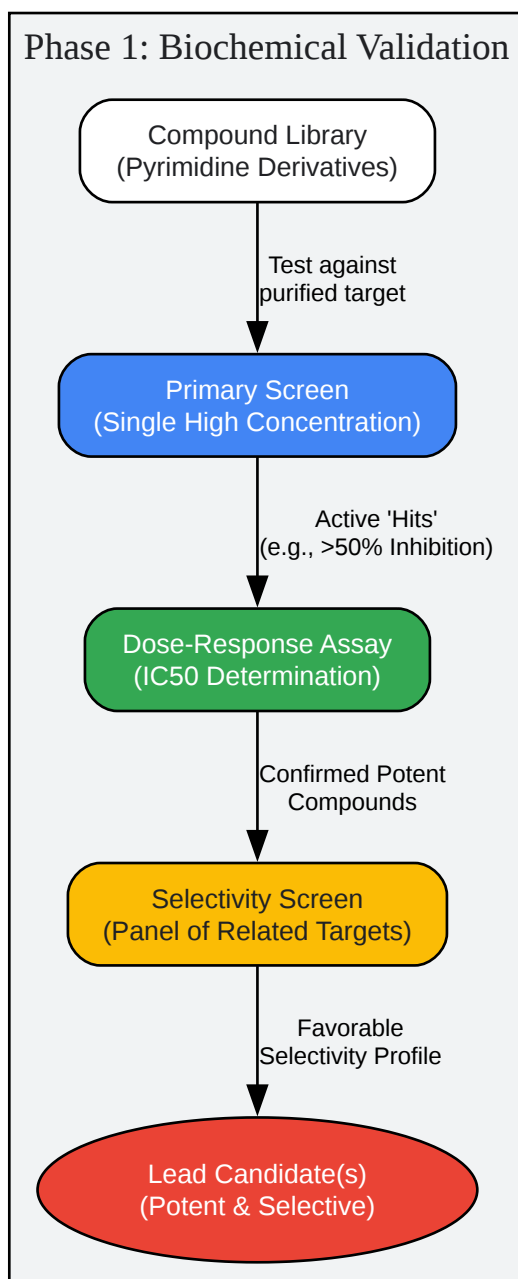 Phase 1: Biochemical Validation
Compound Library
(Pyrimidine Derivatives)
Test against
purified target
Primary Screen
(Single High Concentration)
Active 'Hits'
(e.g., >50% Inhibition)
Dose-Response Assay
(IC50 Determination)
Confirmed Potent
Compounds
Selectivity Screen
(Panel of Related Targets)
Favorable
Selectivity Profile
Lead Candidate(s)
(Potent & Selective)